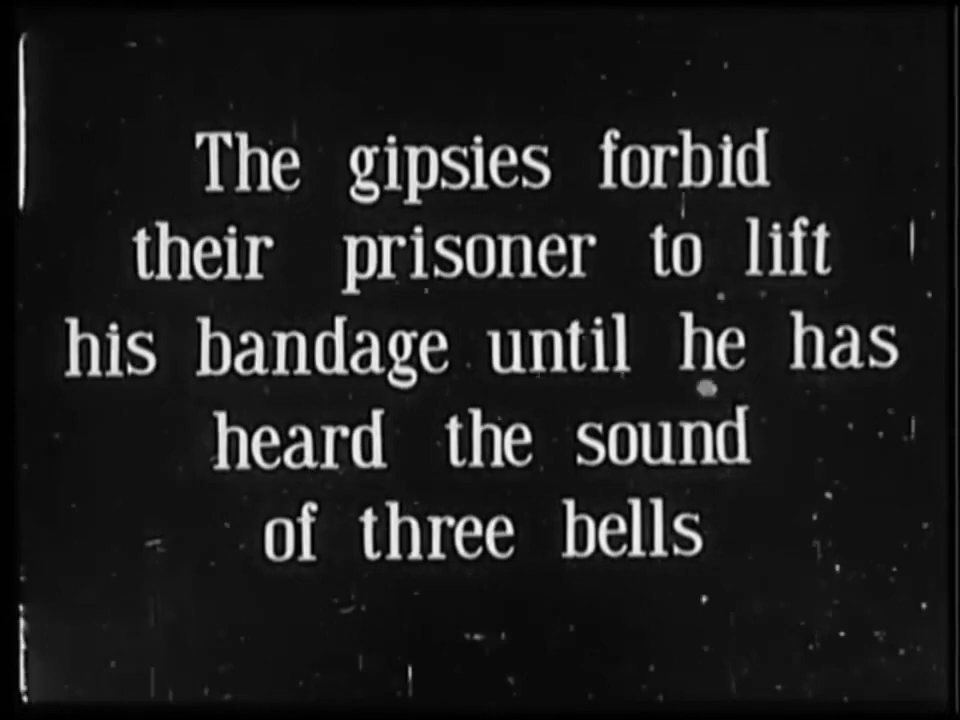 The gipsies forbid
their prisoner to lift
his bandage until he has
heard the sound
of three bells